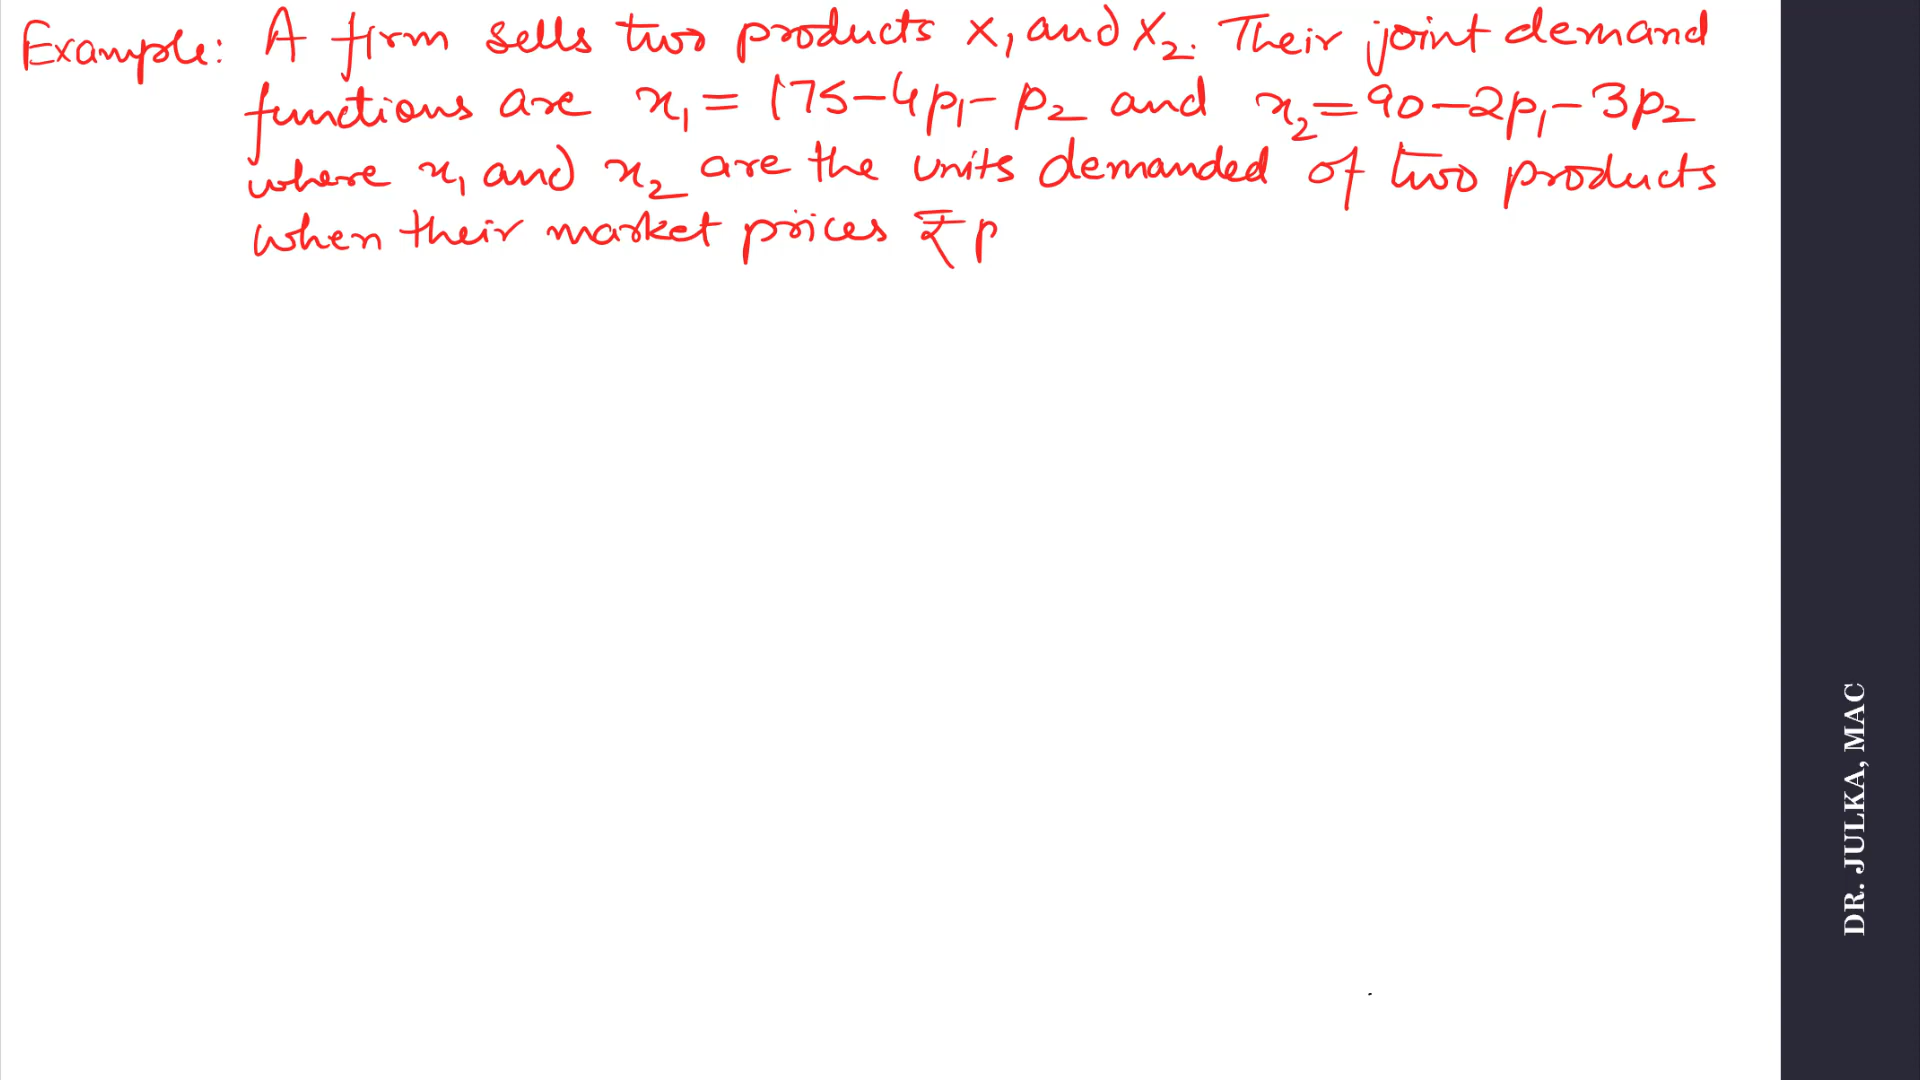 Example: A firm sells two products X₁ and X₂. Their joint demand
functions are x₁ = 175-4p₁- p₂ and x₂=90-2p₁-3p₂
where x₁ and x₂ are the units demanded of two products
when their market prices ₹ p
DR. JULKA, MAC